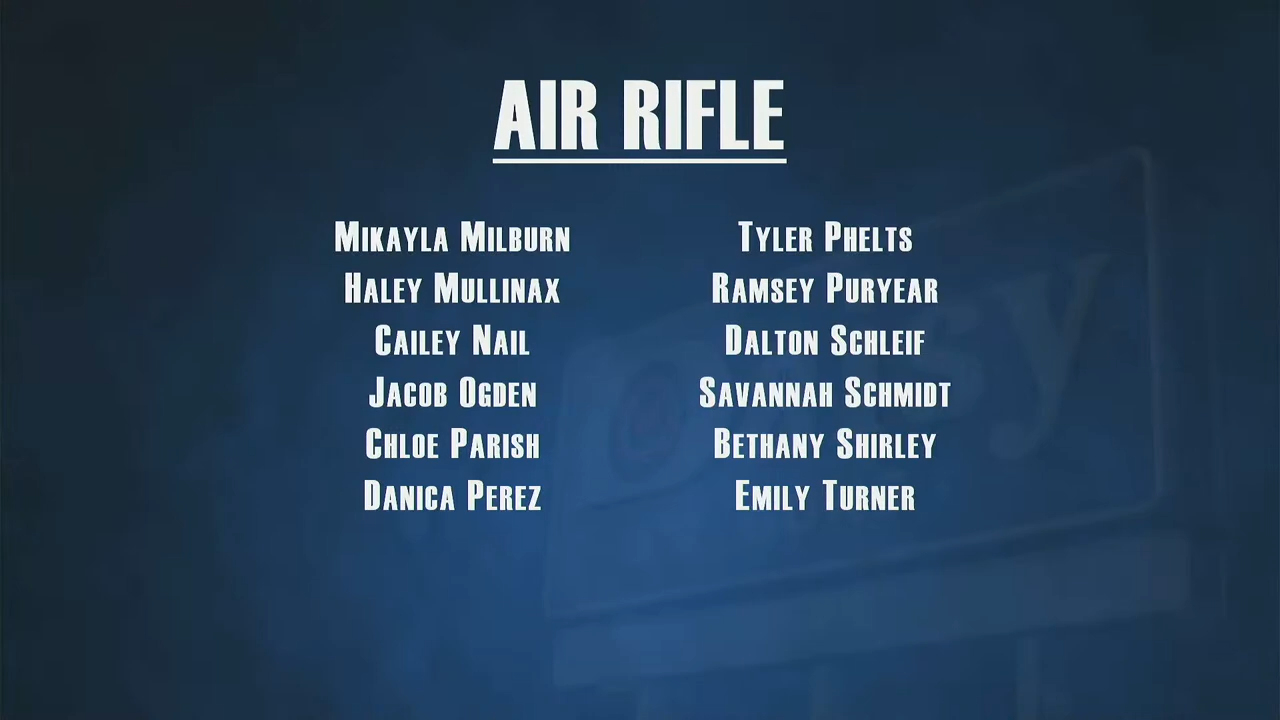 AIR RIFLE
Mikayla Milburn
Haley Mullinax
Cailey Nail
Jacob Ogden
Chloe Parish
Danica Perez
Tyler Phelts
Ramsey Puryear
Dalton Schleif
Savannah Schmidt
Bethany Shirley
Emily Turner